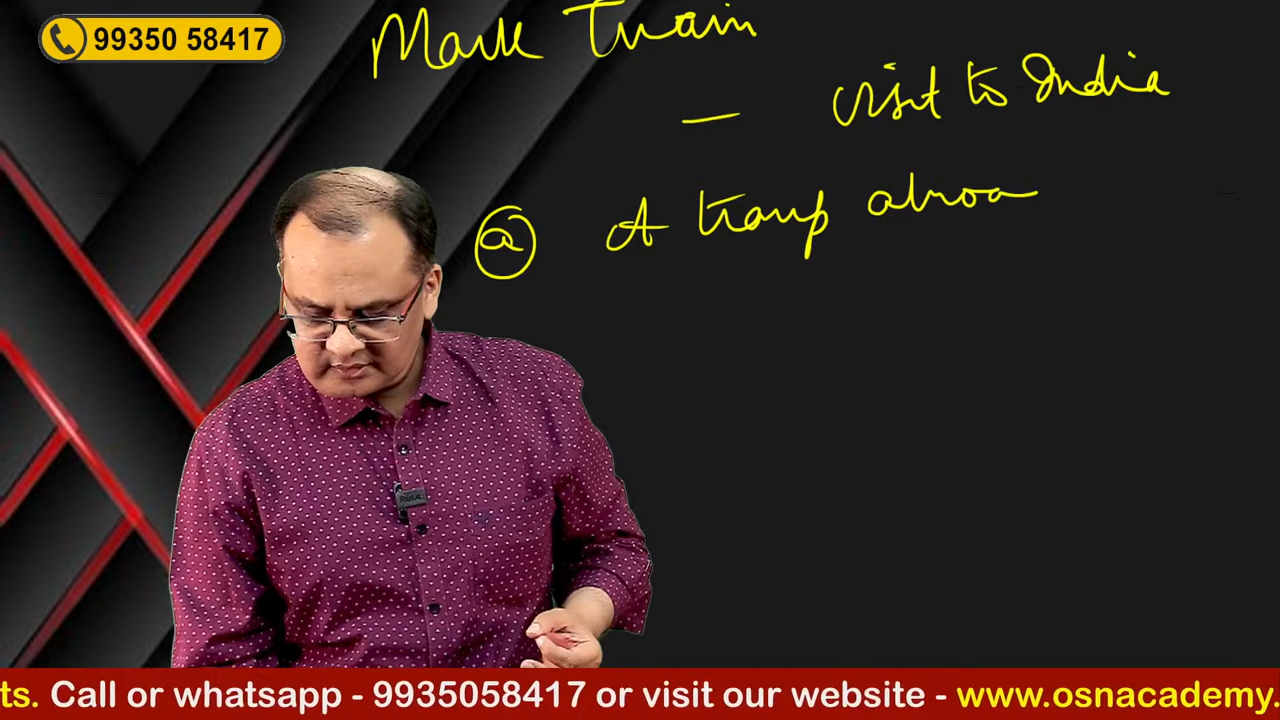 99350 58417
Mark Twain
— visit to India
(a) A tramp abroa
ts. Call or whatsapp - 9935058417 or visit our website - www.osnacademy.